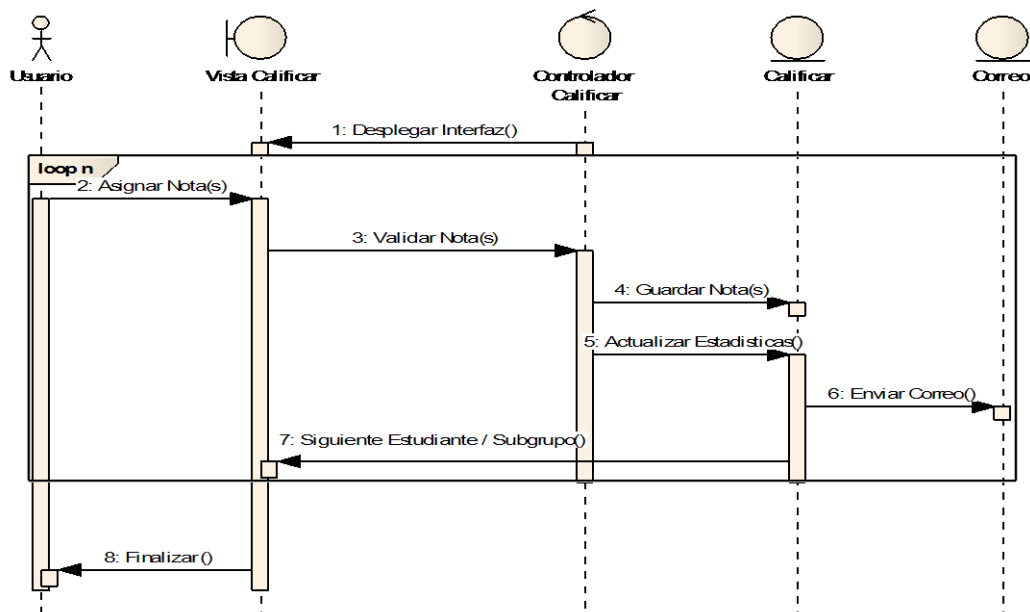 Usuario
Vista Calificar
Controlador
Calificar
Calificar
Correo
1: Desplegar Interfaz()
loop n
2: Asignar Nota(s)
3: Validar Nota(s)
4: Guardar Nota(s)
5: Actualizar Estadisticas()
6: Enviar Correo()
7: Siguiente Estudiante / Subgrupo()
8: Finalizar()